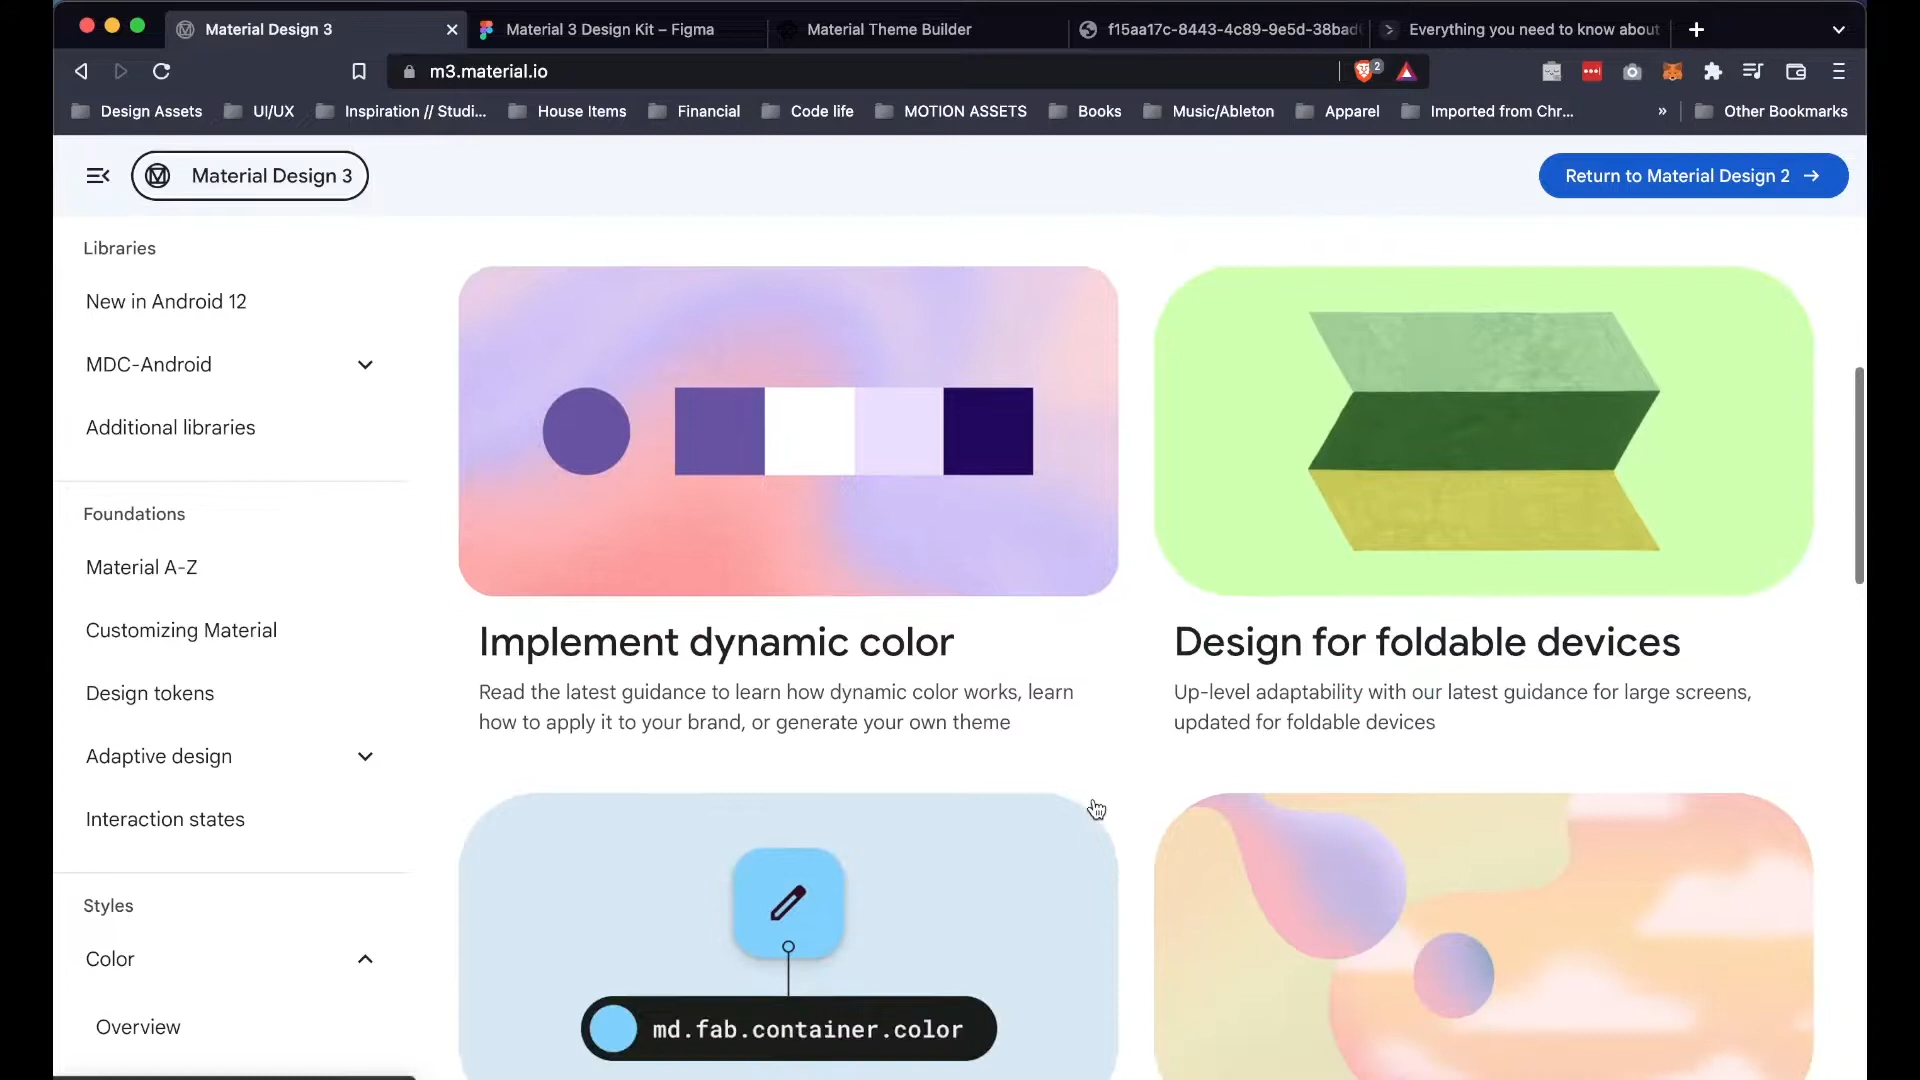 Material Design 3
Material 3 Design Kit – Figma
Material Theme Builder
f15aa17c-8443-4c89-9e5d-38bad
Everything you need to know about
m3.material.io
2
Design Assets
UI/UX
Inspiration // Studi...
House Items
Financial
Code life
MOTION ASSETS
Books
Music/Ableton
Apparel
Imported from Chr...
»
Other Bookmarks
Material Design 3
Return to Material Design 2
Libraries
New in Android 12
MDC-Android
Additional libraries
Foundations
Material A-Z
Customizing Material
Design tokens
Adaptive design
Interaction states
Styles
Color
Overview
Implement dynamic color
Read the latest guidance to learn how dynamic color works, learn
how to apply it to your brand, or generate your own theme
Design for foldable devices
Up-level adaptability with our latest guidance for large screens,
updated for foldable devices
md.fab.container.color